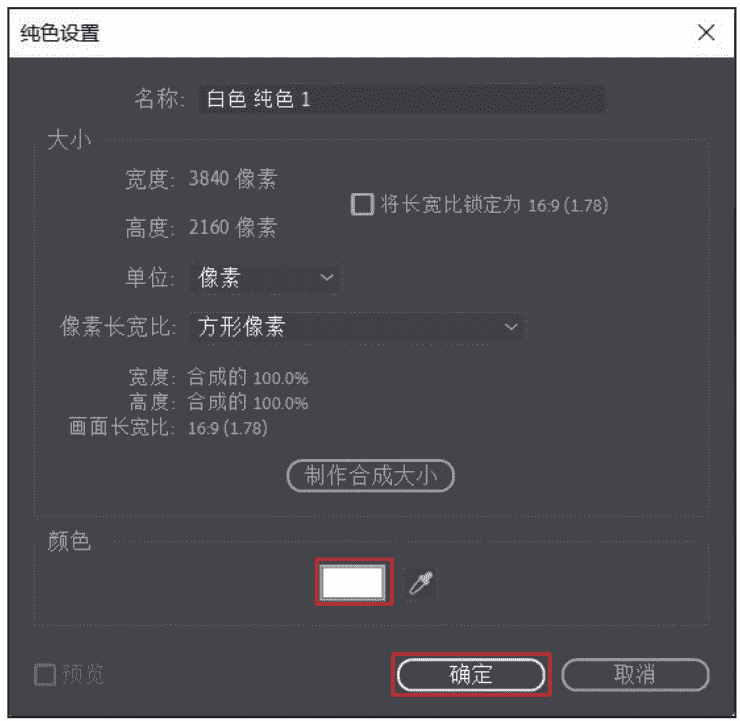 纯色设置
名称: 白色 纯色 1
大小
宽度: 3840 像素
将长宽比锁定为 16:9 (1.78)
高度: 2160 像素
单位: 像素
像素长宽比: 方形像素
宽度: 合成的 100.0%
高度: 合成的 100.0%
画面长宽比: 16:9 (1.78)
制作合成大小
颜色
预览
确定
取消